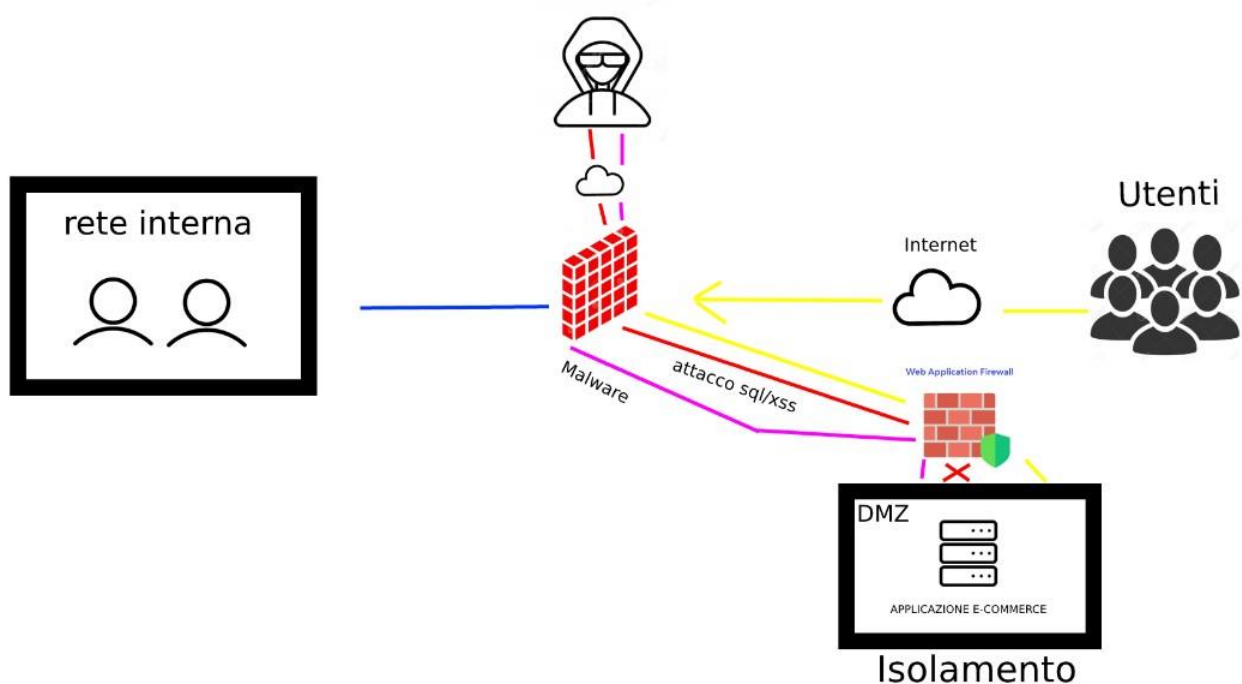 Utenti
rete interna
Internet
Web Application Firewall
attacco sql/xss
Malware
DMZ
APPLICAZIONE E-COMMERCE
Isolamento